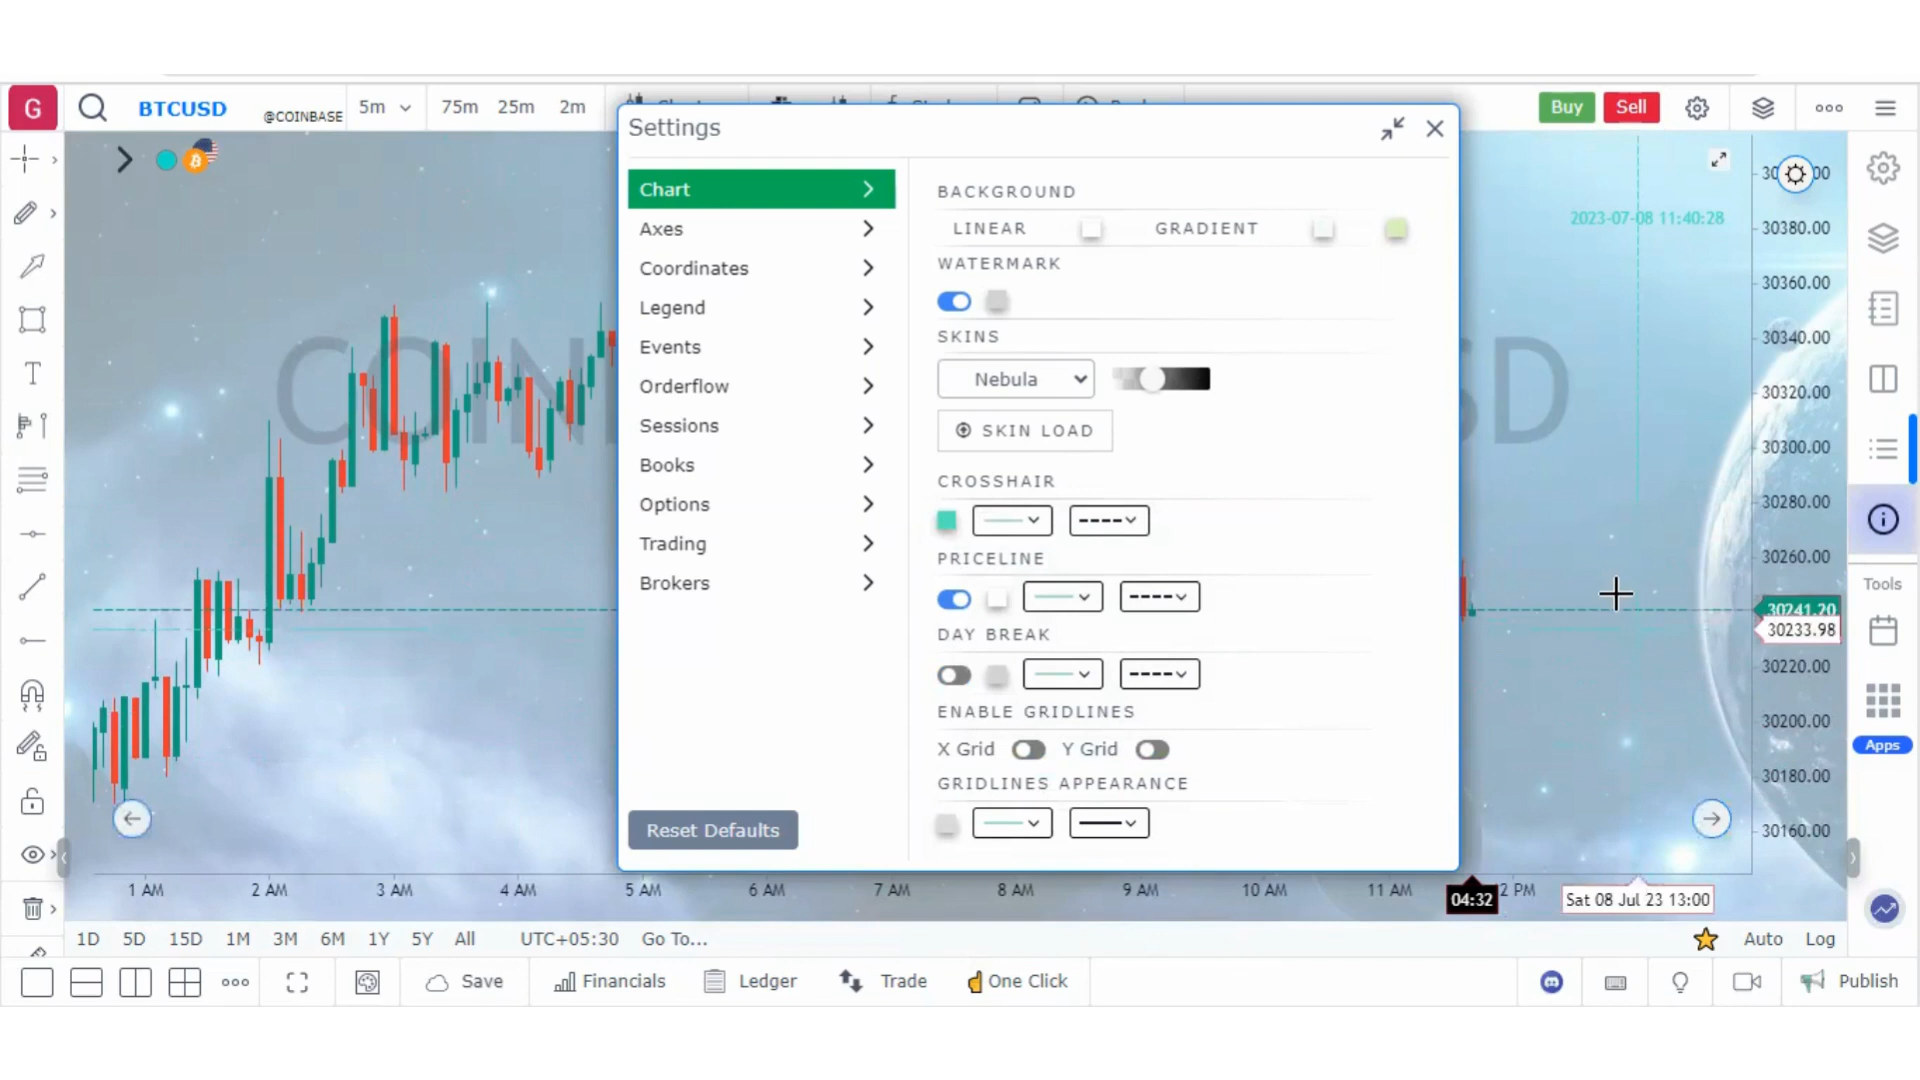 G BTCUSD @COINBASE 5m 75m 25m 2m
Buy Sell
Settings
Chart
Axes
Coordinates
Legend
Events
Orderflow
Sessions
Books
Options
Trading
Brokers
Reset Defaults
BACKGROUND
LINEAR GRADIENT
WATERMARK
SKINS
Nebula
SKIN LOAD
CROSSHAIR
PRICELINE
DAY BREAK
ENABLE GRIDLINES
X Grid Y Grid
GRIDLINES APPEARANCE
COIN
SD
2023-07-08 11:40:28
30380.00
30360.00
30340.00
30320.00
30300.00
30280.00
30260.00
30241.20
30233.98
30220.00
30200.00
30180.00
30160.00
Tools
Apps
1 AM 2 AM 3 AM 4 AM 5 AM 6 AM 7 AM 8 AM 9 AM 10 AM 11 AM 04:32 2 PM Sat 08 Jul 23 13:00
1D 5D 15D 1M 3M 6M 1Y 5Y All UTC+05:30 Go To... Auto Log
Save Financials Ledger Trade One Click Publish